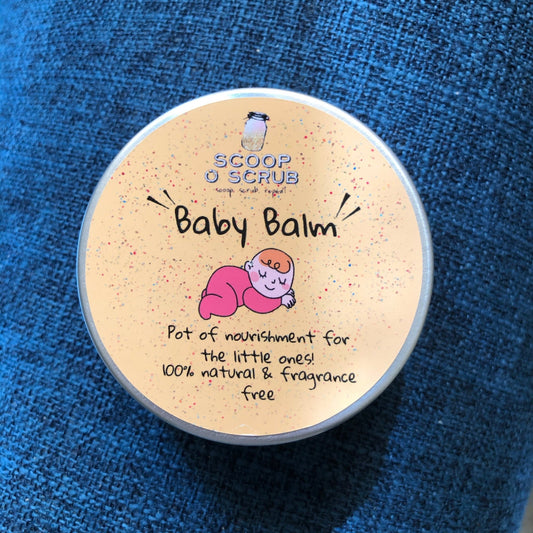 SCOOP
O SCRUB
scoop, scrub, repeat
Baby Balm
Pot of nourishment for
the little ones!
100% natural & fragrance
free